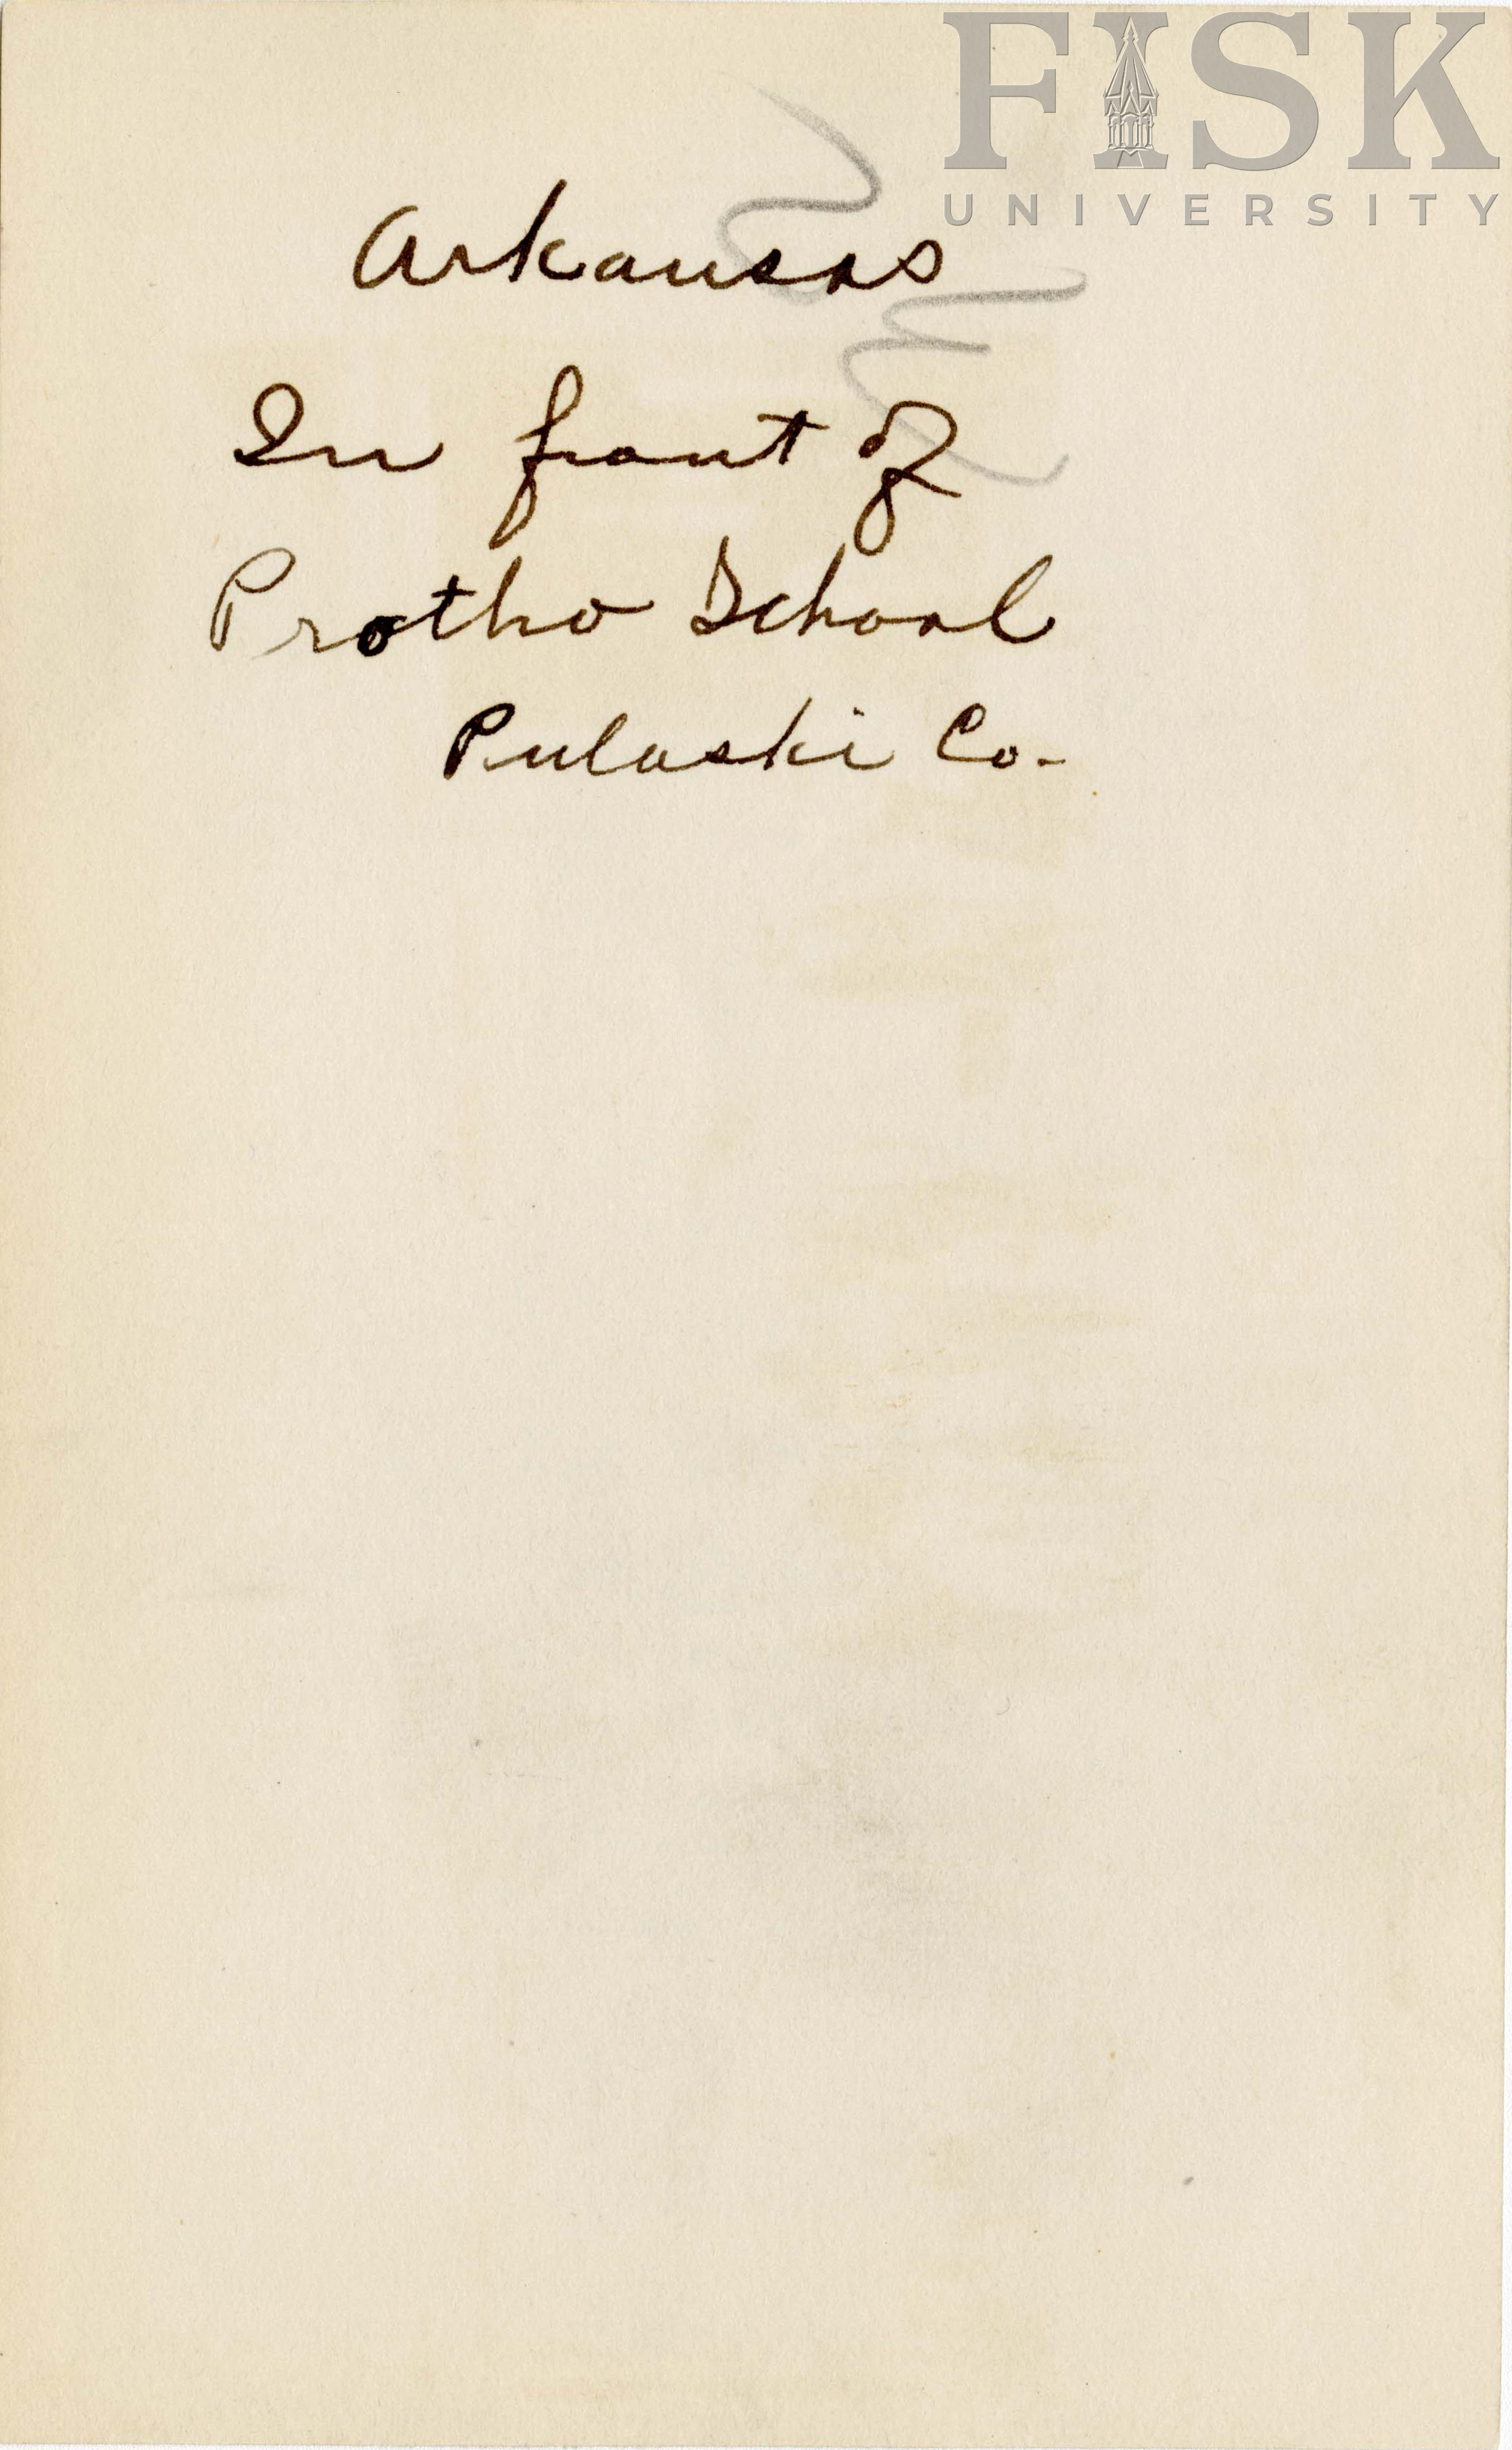 FISK
UNIVERSITY
Arkansas
In front of
Protho School
Pulaski Co.